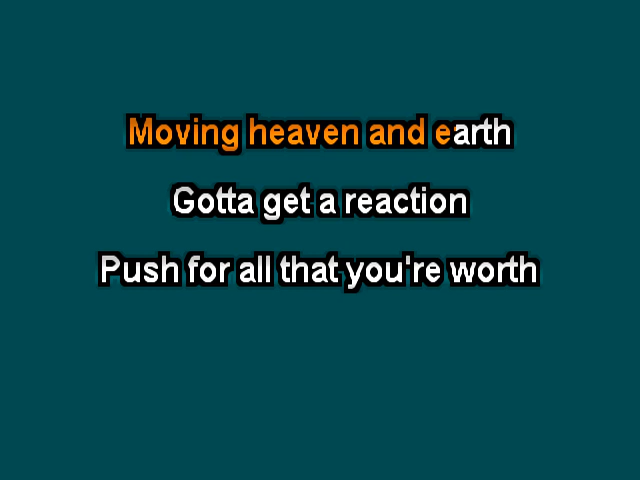 Moving heaven and earth
Gotta get a reaction
Push for all that you're worth